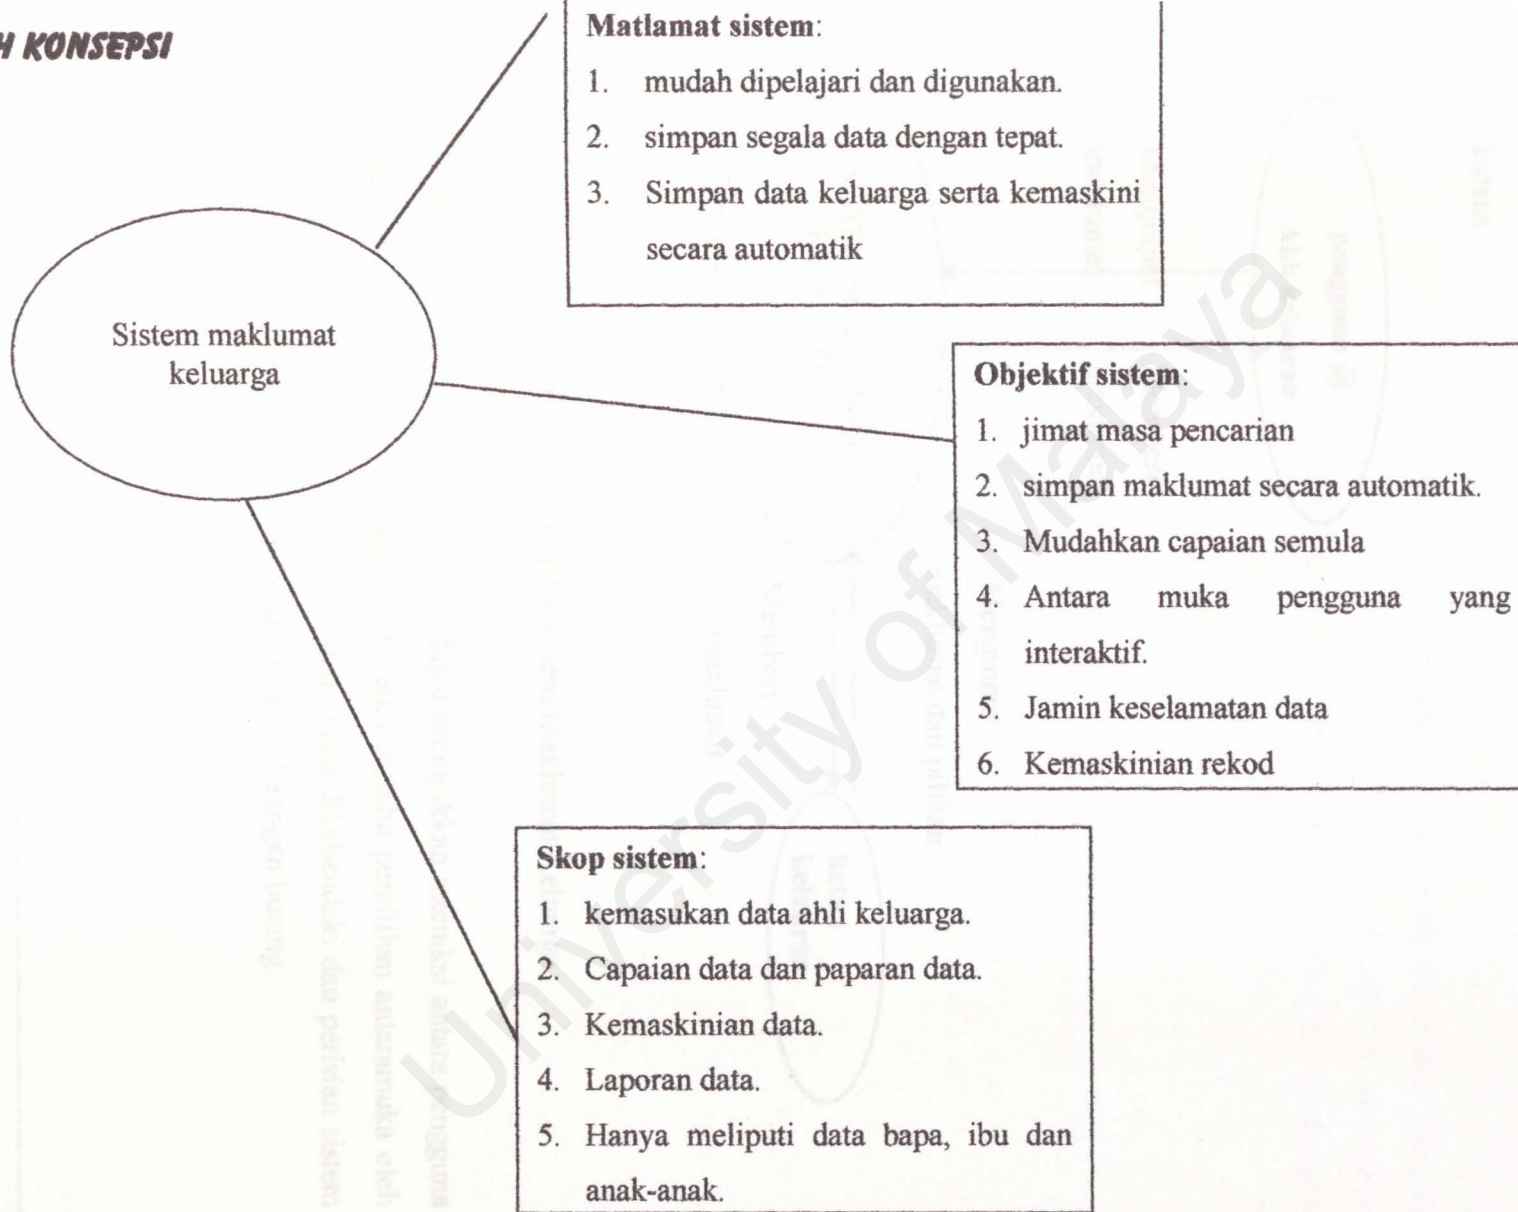 H KONSEPSI
Matlamat sistem:
1. mudah dipelajari dan digunakan.
2. simpan segala data dengan tepat.
3. Simpan data keluarga serta kemaskini
secara automatik
Sistem maklumat
keluarga
Objektif sistem:
1. jimat masa pencarian
2. simpan maklumat secara automatik.
3. Mudahkan capaian semula
4. Antara muka pengguna yang
interaktif.
5. Jamin keselamatan data
6. Kemaskinian rekod
Skop sistem:
1. kemasukan data ahli keluarga.
2. Capaian data dan paparan data.
3. Kemaskinian data.
4. Laporan data.
5. Hanya meliputi data bapa, ibu dan
anak-anak.
University of Malaya